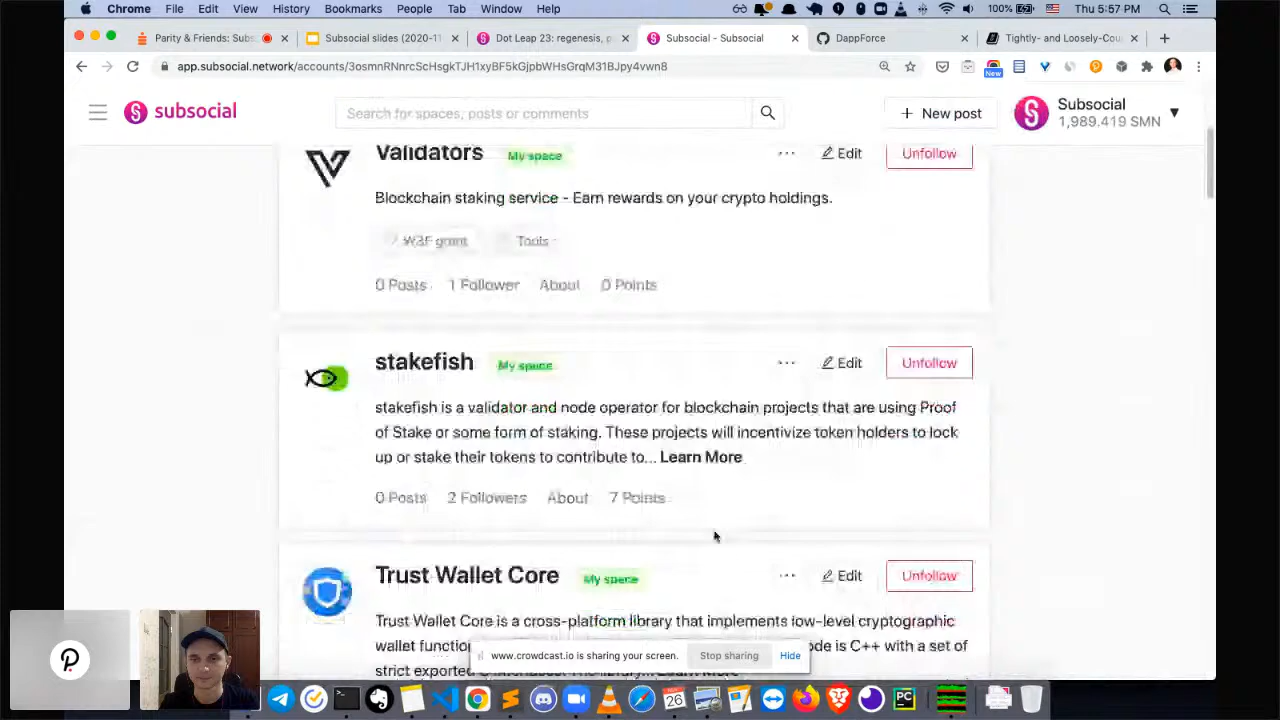 Chrome File Edit View History Bookmarks People Tab Window Help 100% Thu 5:57 PM
Parity & Friends: Subs
Subsocial slides (2020-11
Dot Leap 23: regenesis, p
Subsocial - Subsocial
DappForce
Tightly- and Loosely-Cou
app.subsocial.network/accounts/3osmnRNnrcScHsgkTJH1xyBF5kGjpbWHsGrqM31BJpy4vwn8
New
subsocial
Search for spaces, posts or comments
+ New post
Subsocial
1,989.419 SMN
Validators My space ... Edit Unfollow
Blockchain staking service - Earn rewards on your crypto holdings.
W3F grant Tools
0 Posts 1 Follower About 0 Points
stakefish My space ... Edit Unfollow
stakefish is a validator and node operator for blockchain projects that are using Proof
of Stake or some form of staking. These projects will incentivize token holders to lock
up or stake their tokens to contribute to... Learn More
0 Posts 2 Followers About 7 Points
Trust Wallet Core My space ... Edit Unfollow
Trust Wallet Core is a cross-platform library that implements low-level cryptographic
wallet function
de is C++ with a set
strict exported
www.crowdcast.io is sharing your screen. Stop sharing Hide
26
PC